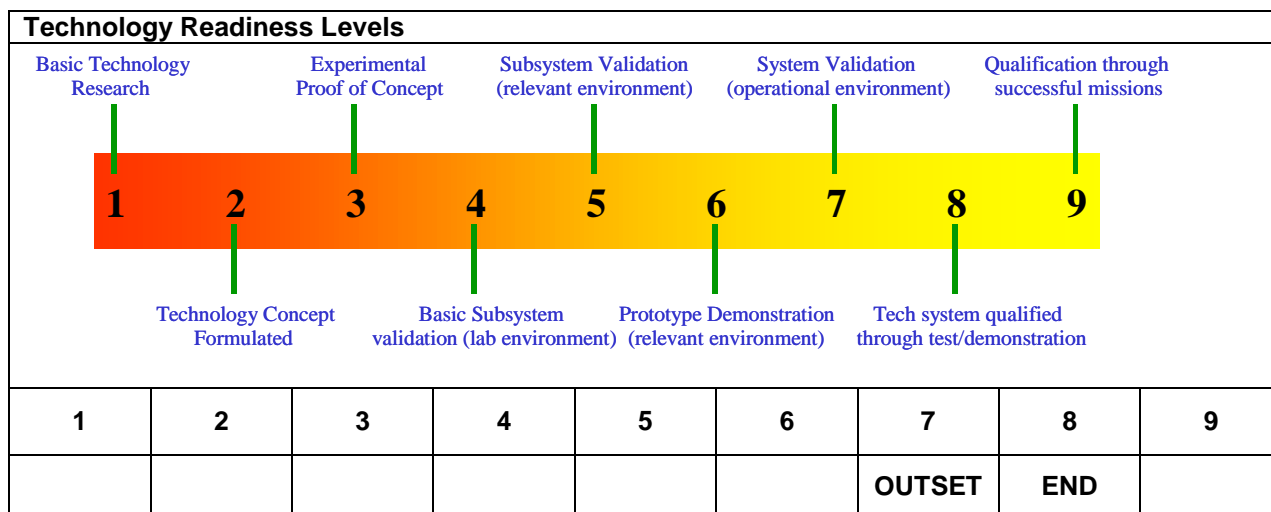 Technology Readiness Levels
Basic Technology
Research
Experimental
Proof of Concept
Subsystem Validation
(relevant environment)
System Validation
(operational environment)
Qualification through
successful missions
1 2 3 4 5 6 7 8 9
Technology Concept
Formulated
Basic Subsystem
validation (lab environment)
Prototype Demonstration
(relevant environment)
Tech system qualified
through test/demonstration
1 2 3 4 5 6 7 8 9
OUTSET END